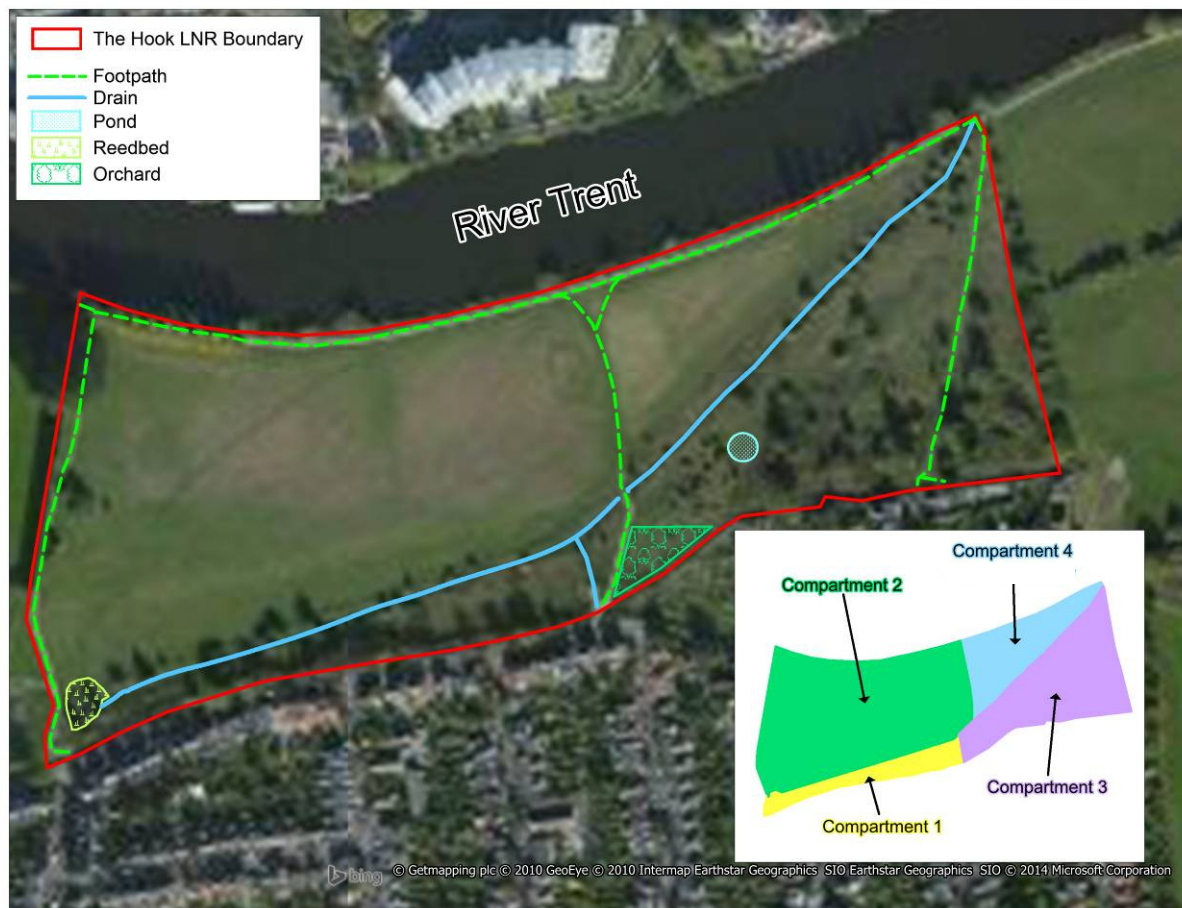 The Hook LNR Boundary
Footpath
Drain
Pond
Reedbed
Orchard
River Trent
Compartment 4
Compartment 2
Compartment 3
Compartment 1
bing
© Getmapping plc © 2010 GeoEye © 2010 Intermap Earthstar Geographics SIO Earthstar Geographics SIO © 2014 Microsoft Corporation